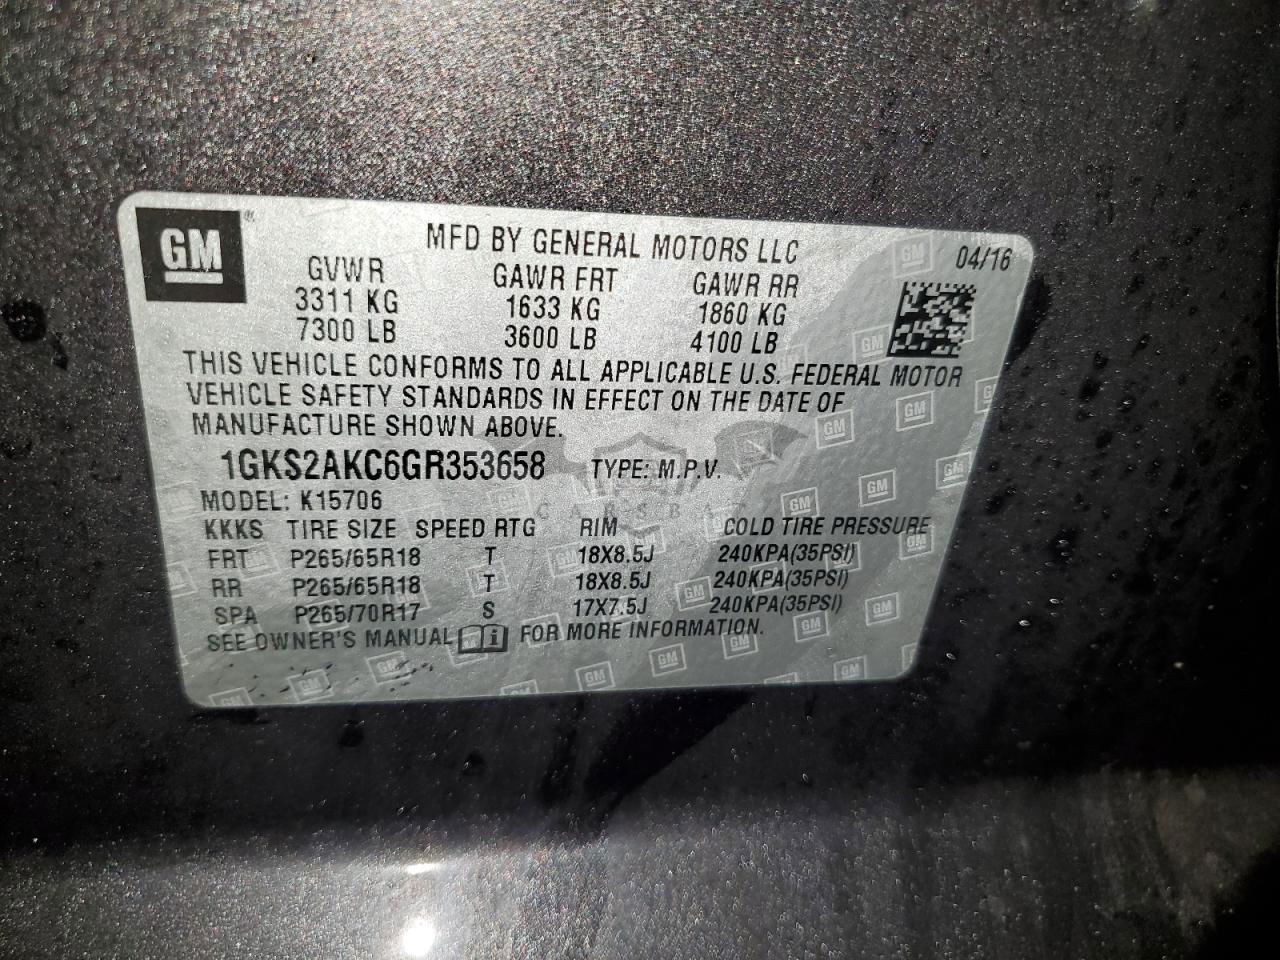 GM
MFD BY GENERAL MOTORS LLC 04/16
GVWR GAWR FRT GAWR RR
3311 KG 1633 KG 1860 KG
7300 LB 3600 LB 4100 LB
THIS VEHICLE CONFORMS TO ALL APPLICABLE U.S. FEDERAL MOTOR
VEHICLE SAFETY STANDARDS IN EFFECT ON THE DATE OF
MANUFACTURE SHOWN ABOVE.
1GKS2AKC6GR353658 TYPE: M.P.V.
MODEL: K15706
KKKS TIRE SIZE SPEED RTG RIM COLD TIRE PRESSURE
FRT P265/65R18 T 18X8.5J 240KPA(35PSI)
RR P265/65R18 T 18X8.5J 240KPA(35PSI)
SPA P265/70R17 S 17X7.5J 240KPA(35PSI)
SEE OWNER'S MANUAL i FOR MORE INFORMATION.